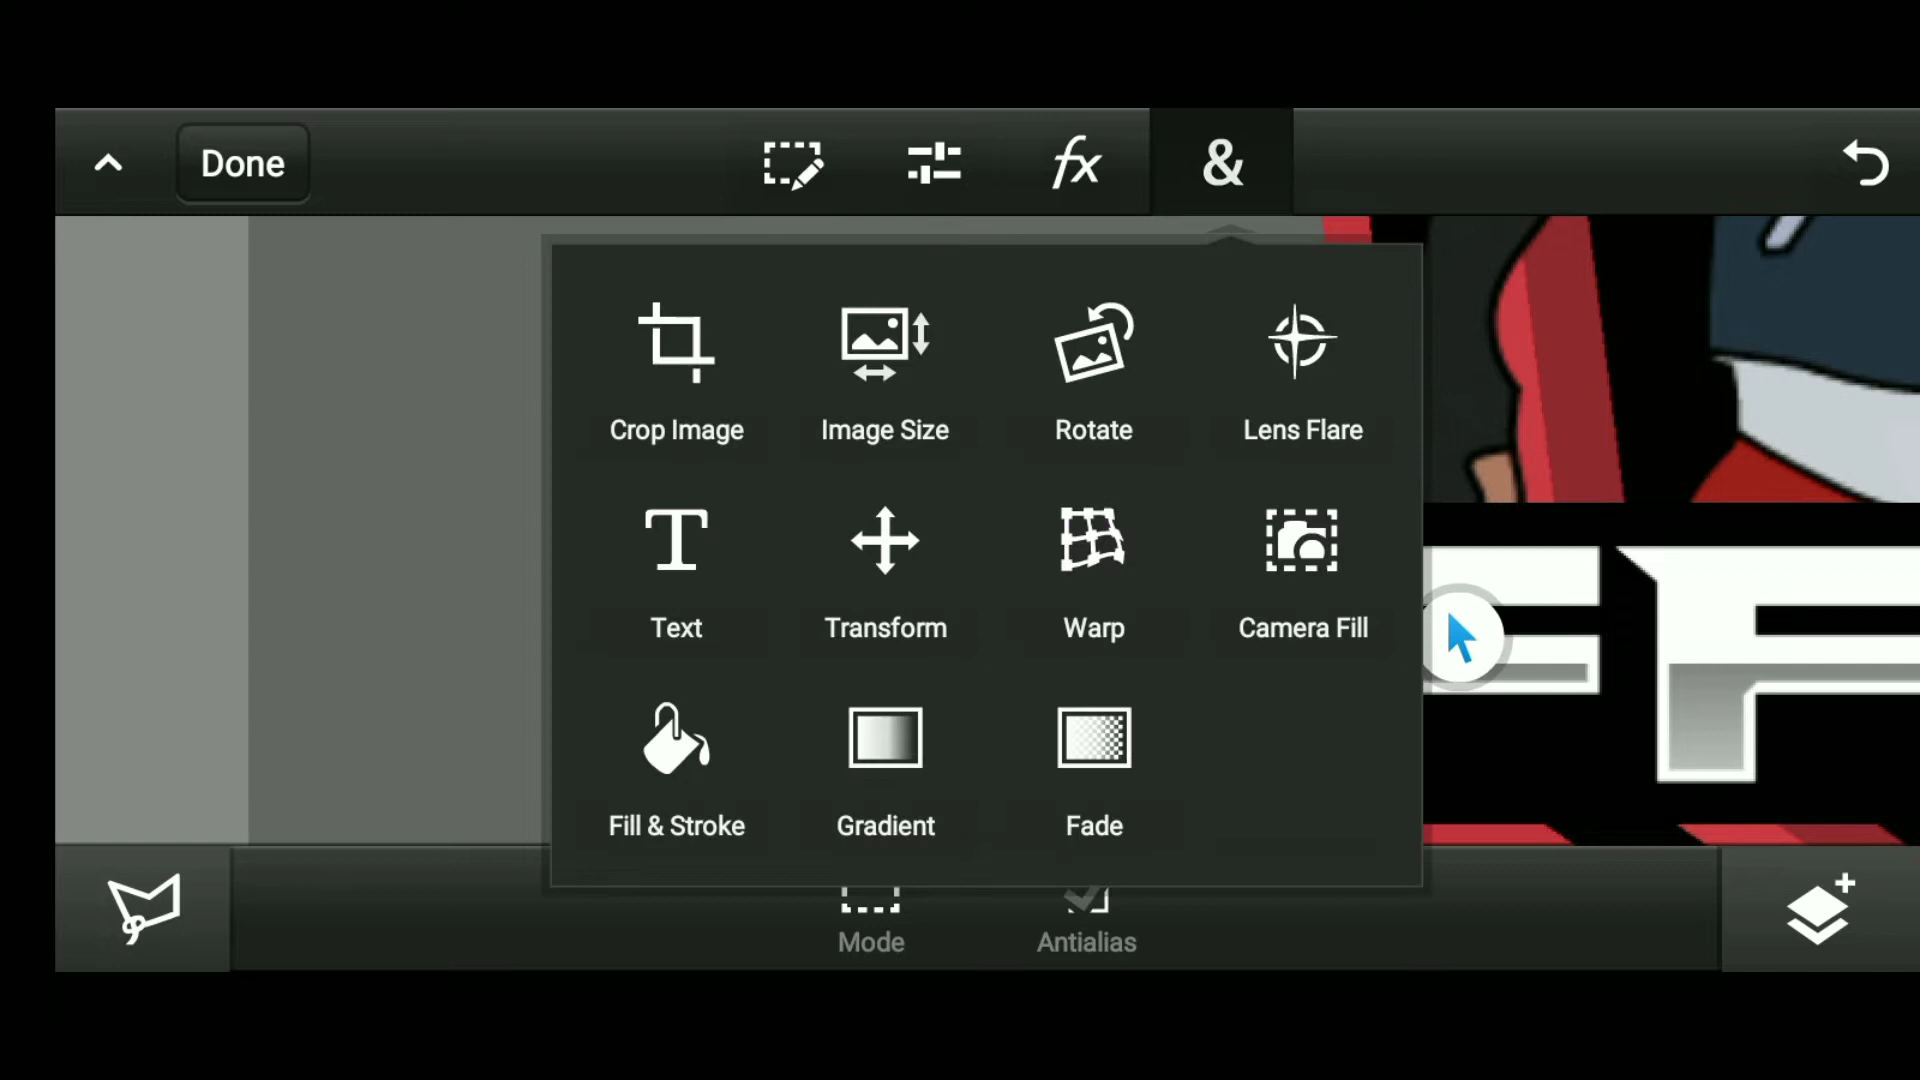 Done fx &
Crop Image Image Size Rotate Lens Flare
T
Text Transform Warp Camera Fill
Fill & Stroke Gradient Fade
Mode Antialias